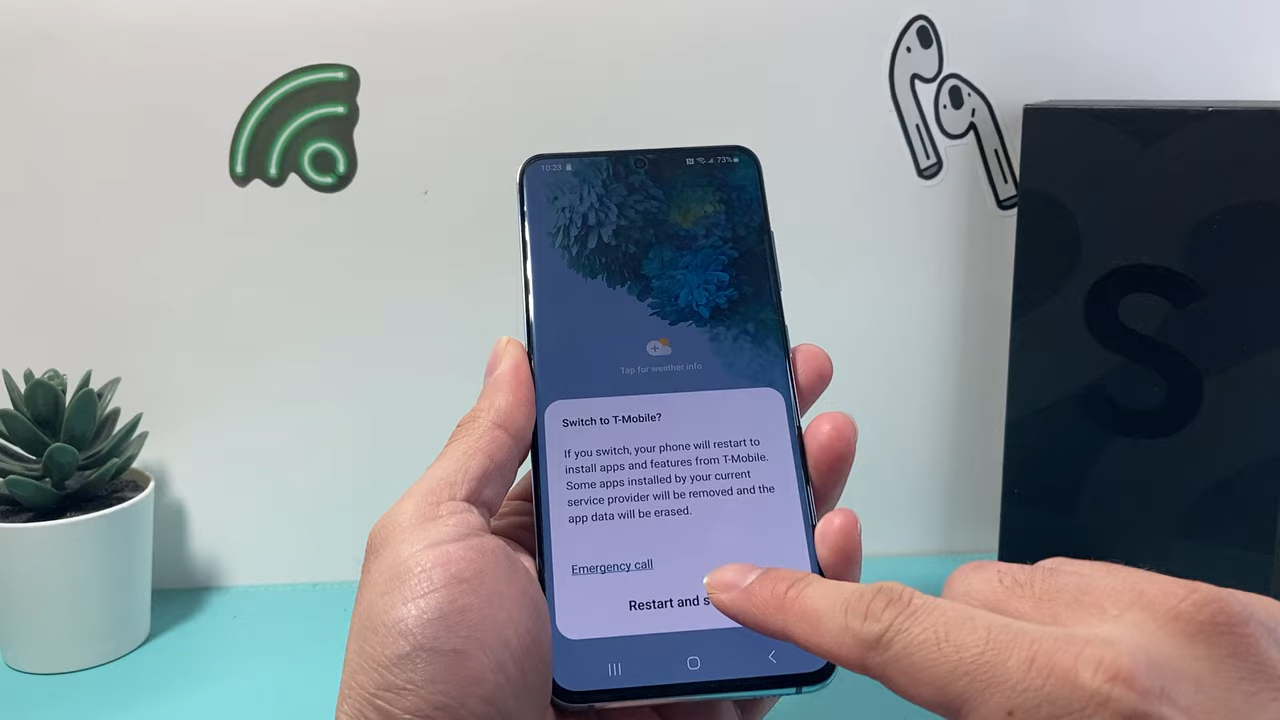 10:23
73%
Tap for weather info
Switch to T-Mobile?
If you switch, your phone will restart to
install apps and features from T-Mobile.
Some apps installed by your current
service provider will be removed and the
app data will be erased.
Emergency call
Restart and s
S